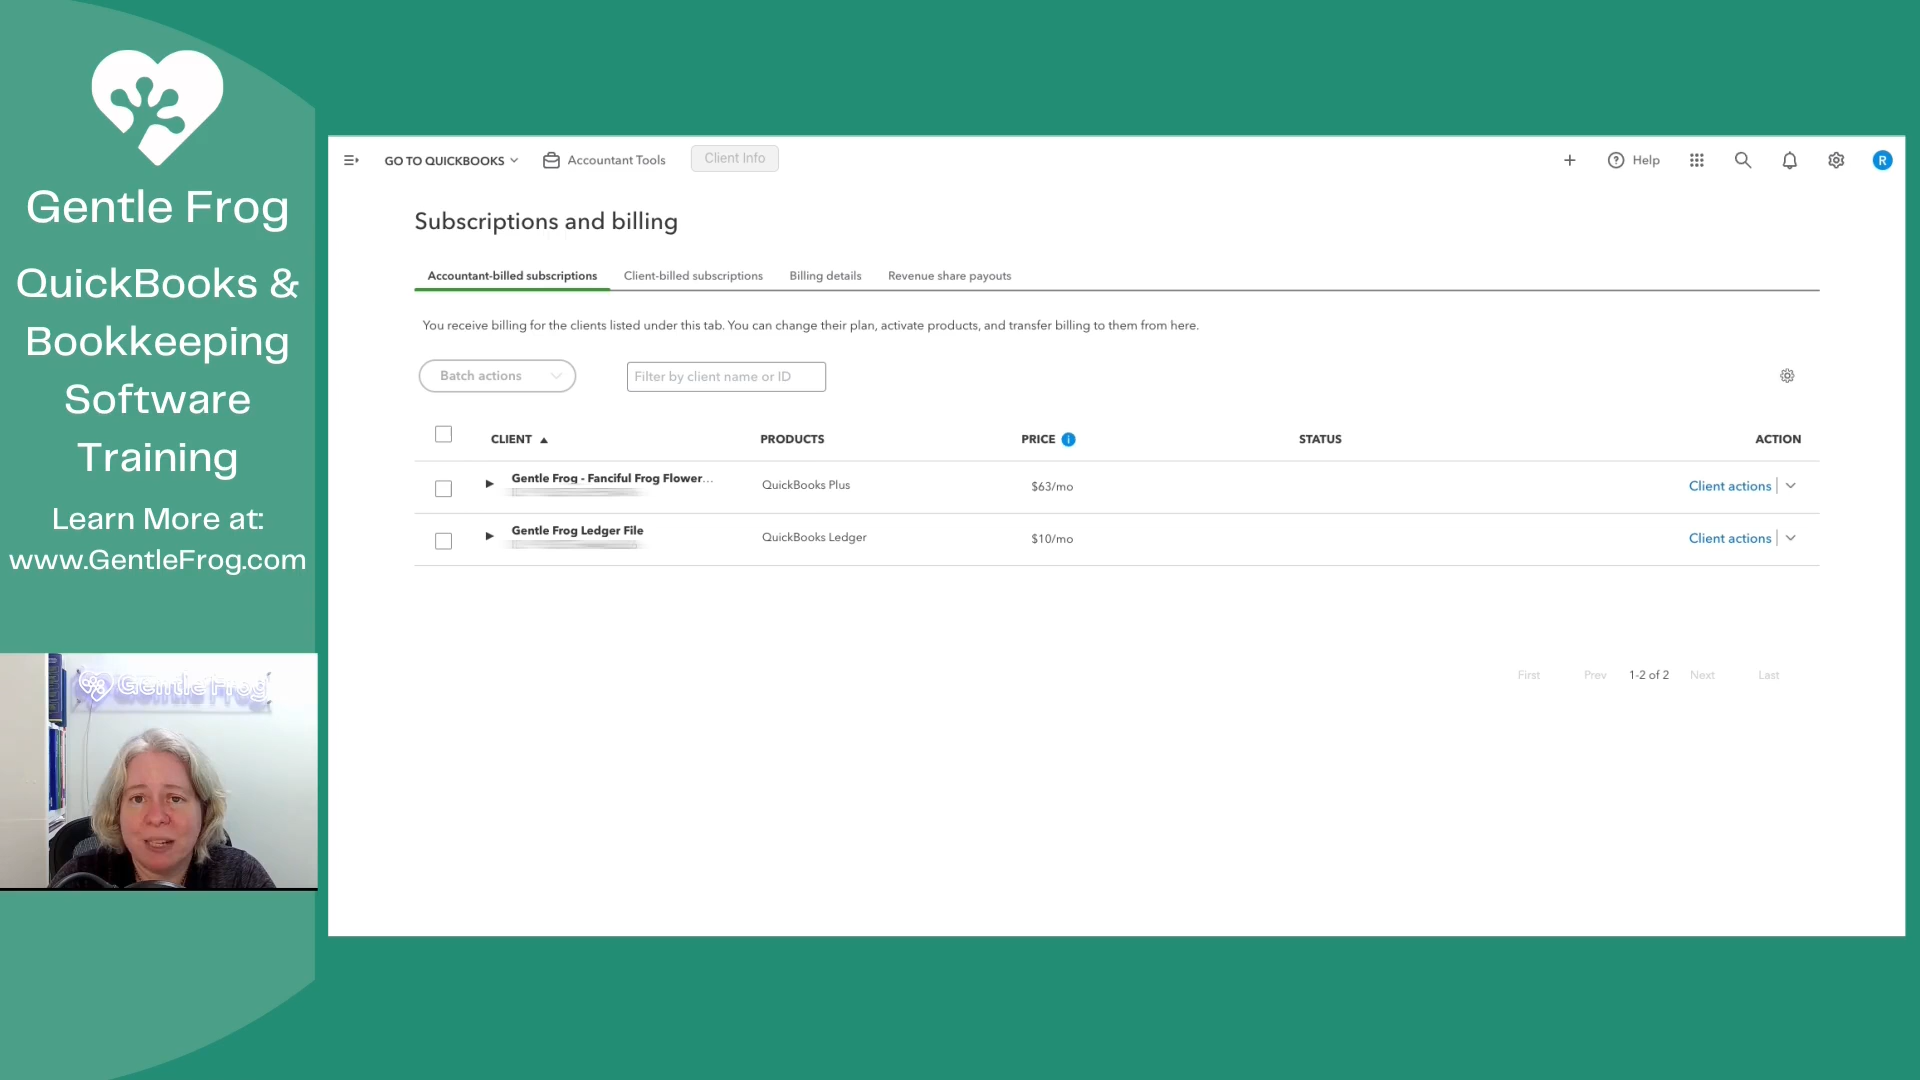 Gentle Frog
QuickBooks &
Bookkeeping
Software
Training
Learn More at:
www.GentleFrog.com
Gentle Frog
GO TO QUICKBOOKS
Accountant Tools
Client Info
Help
R
Subscriptions and billing
Accountant-billed subscriptions
Client-billed subscriptions
Billing details
Revenue share payouts
You receive billing for the clients listed under this tab. You can change their plan, activate products, and transfer billing to them from here.
Batch actions
Filter by client name or ID
CLIENT PRODUCTS PRICE STATUS ACTION
Gentle Frog - Fanciful Frog Flower... QuickBooks Plus $63/mo Client actions
Gentle Frog Ledger File QuickBooks Ledger $10/mo Client actions
First Prev 1-2 of 2 Next Last